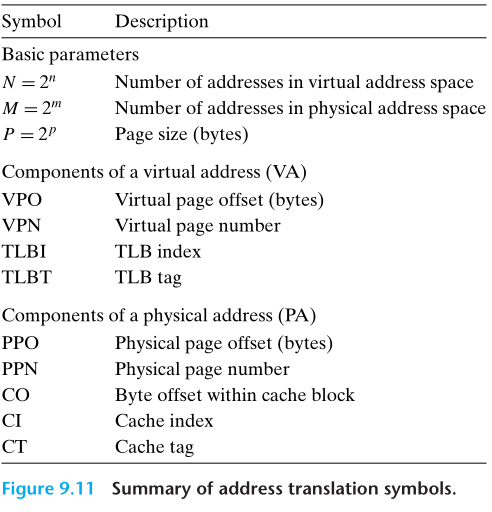 Symbol Description
Basic parameters
N = 2ⁿ Number of addresses in virtual address space
M = 2ᵐ Number of addresses in physical address space
P = 2ᵖ Page size (bytes)
Components of a virtual address (VA)
VPO Virtual page offset (bytes)
VPN Virtual page number
TLBI TLB index
TLBT TLB tag
Components of a physical address (PA)
PPO Physical page offset (bytes)
PPN Physical page number
CO Byte offset within cache block
CI Cache index
CT Cache tag
Figure 9.11 Summary of address translation symbols.